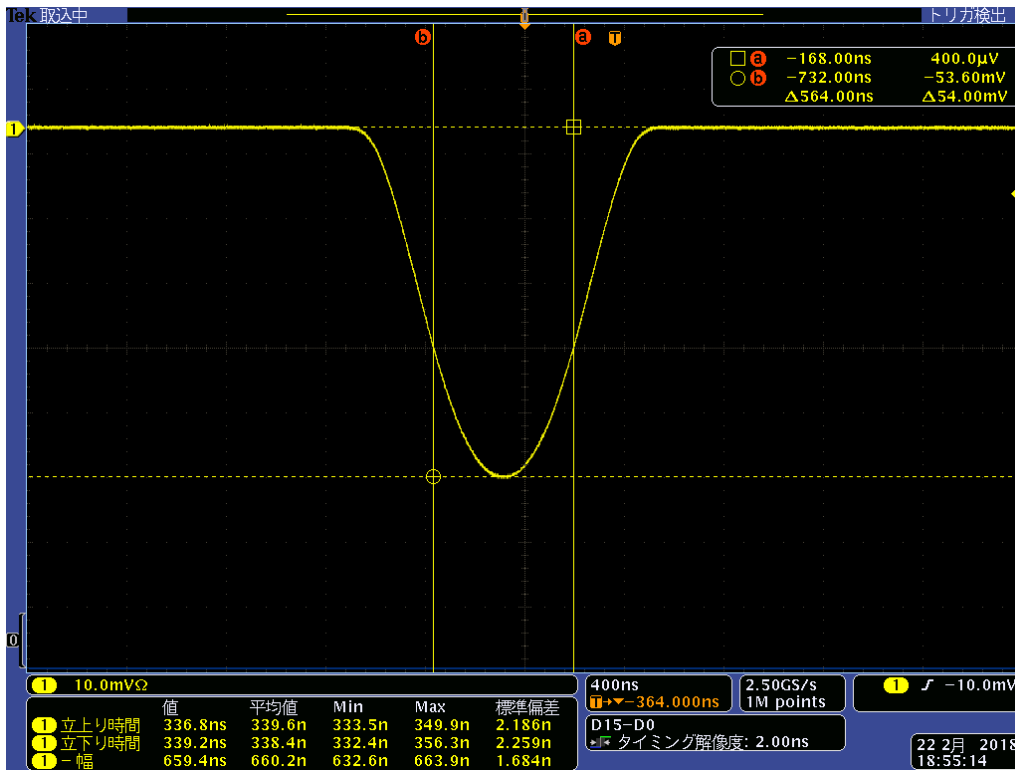 Tek 取込中 トリガ検出
b a T
a −168.00ns 400.0µV
b −732.00ns −53.60mV
Δ564.00ns Δ54.00mV
1
0
1 10.0mVΩ
400ns
T→▼−364.000ns
2.50GS/s
1M points
1 ∫ −10.0mV
値 平均値 Min Max 標準偏差
1 立上り時間 336.8ns 339.6n 333.5n 349.9n 2.186n
1 立下り時間 339.2ns 338.4n 332.4n 356.3n 2.259n
1 −幅 659.4ns 660.2n 632.6n 663.9n 1.684n
D15−D0
タイミング解像度: 2.00ns
22 2月 2018
18:55:14